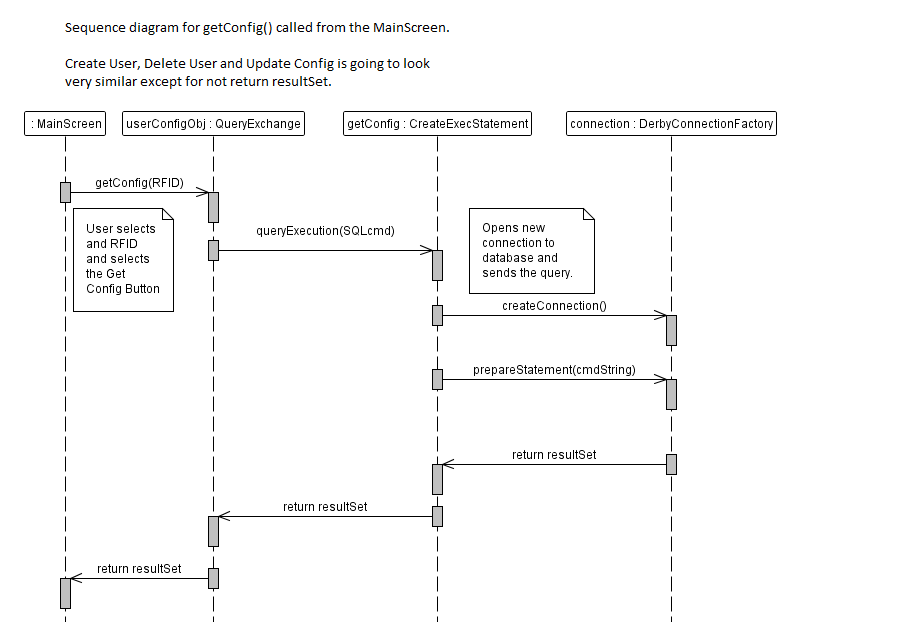 Sequence diagram for getConfig() called from the MainScreen.
Create User, Delete User and Update Config is going to look
very similar except for not return resultSet.
: MainScreen
userConfigObj : QueryExchange
getConfig : CreateExecStatement
connection : DerbyConnectionFactory
getConfig(RFID)
User selects
and RFID
and selects
the Get
Config Button
queryExecution(SQLcmd)
Opens new
connection to
database and
sends the query.
createConnection()
prepareStatement(cmdString)
return resultSet
return resultSet
return resultSet